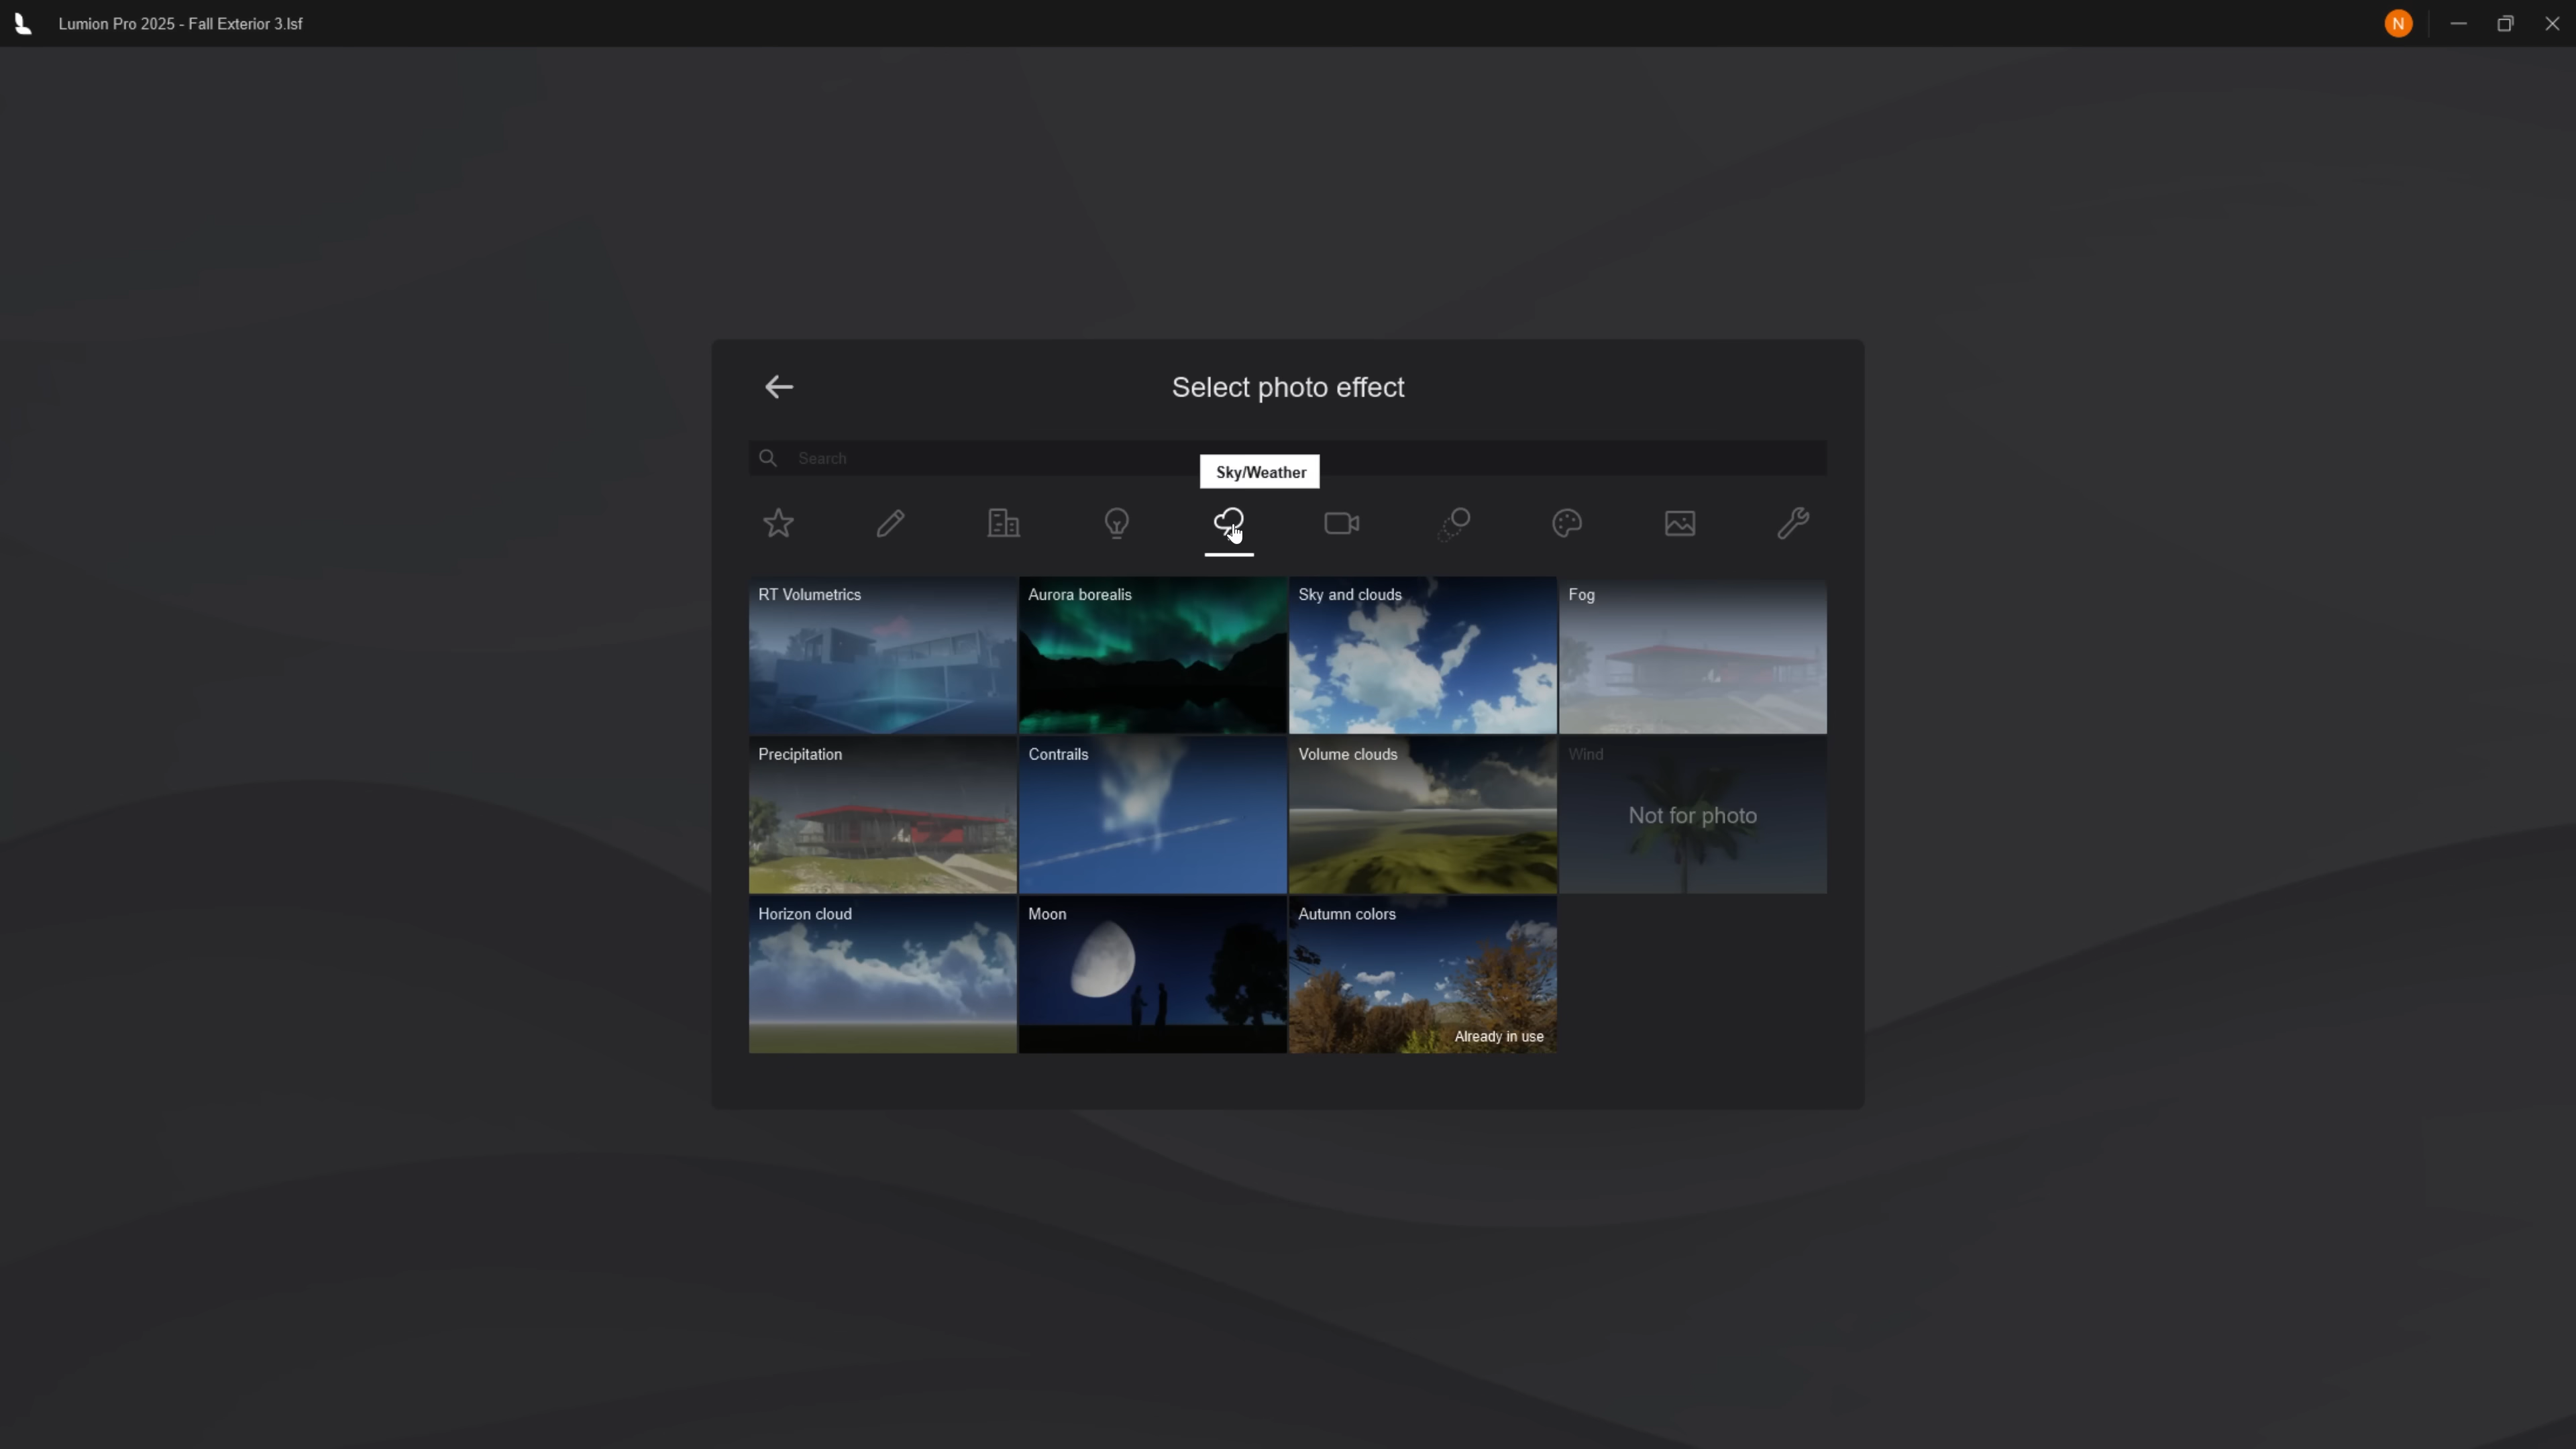 Lumion Pro 2025 - Fall Exterior 3.lsf
N
Select photo effect
Search
Sky/Weather
RT Volumetrics
Aurora borealis
Sky and clouds
Fog
Precipitation
Contrails
Volume clouds
Wind
Not for photo
Horizon cloud
Moon
Autumn colors
Already in use